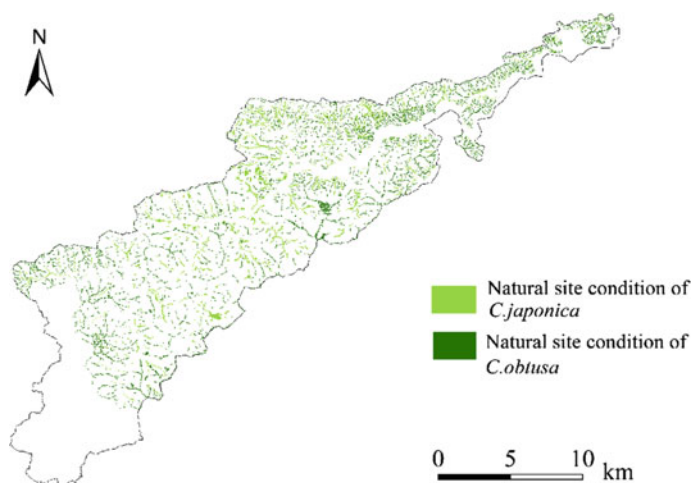 N
Natural site condition of
C.japonica
Natural site condition of
C.obtusa
0 5 10
km